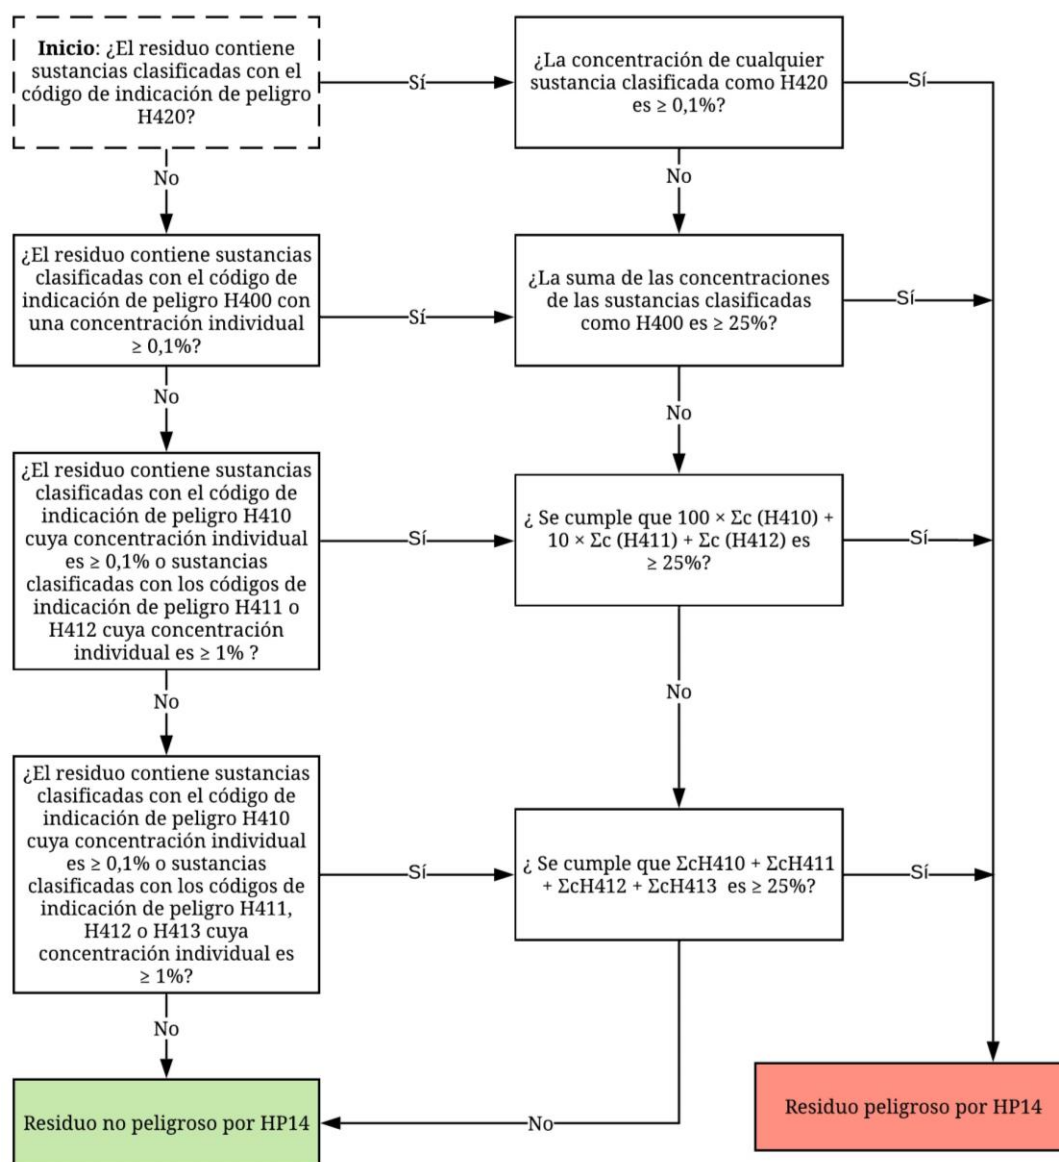 Inicio: ¿El residuo contiene
sustancias clasificadas con el
código de indicación de peligro
H420?
Sí
¿La concentración de cualquier
sustancia clasificada como H420
es ≥ 0,1%?
Sí
No
No
¿El residuo contiene sustancias
clasificadas con el código de
indicación de peligro H400 con
una concentración individual
≥ 0,1%?
Sí
¿La suma de las concentraciones
de las sustancias clasificadas
como H400 es ≥ 25%?
Sí
No
No
¿El residuo contiene sustancias
clasificadas con el código de
indicación de peligro H410
cuya concentración individual
es ≥ 0,1% o sustancias
clasificadas con los códigos de
indicación de peligro H411 o
H412 cuya concentración
individual es ≥ 1% ?
Sí
¿ Se cumple que 100 × Σc (H410) +
10 × Σc (H411) + Σc (H412) es
≥ 25%?
Sí
No
No
¿El residuo contiene sustancias
clasificadas con el código de
indicación de peligro H410
cuya concentración individual
es ≥ 0,1% o sustancias
clasificadas con los códigos de
indicación de peligro H411,
H412 o H413 cuya
concentración individual es
≥ 1%?
Sí
¿ Se cumple que ΣcH410 + ΣcH411
+ ΣcH412 + ΣcH413 es ≥ 25%?
Sí
No
No
Residuo no peligroso por HP14
Residuo peligroso por HP14